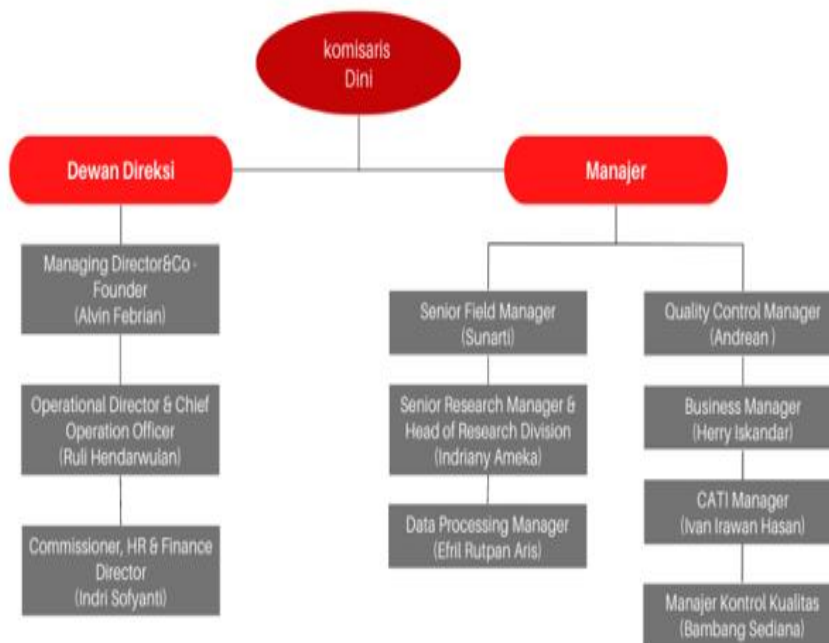 komisaris
Dini
Dewan Direksi
Manajer
Managing Director&Co -
Founder
(Alvin Febrian)
Operational Director & Chief
Operation Officer
(Ruli Hendarwulan)
Commissioner, HR & Finance
Director
(Indri Sofyanti)
Senior Field Manager
(Sunarti)
Senior Research Manager &
Head of Research Division
(Indriany Ameka)
Data Processing Manager
(Efril Rutpan Aris)
Quality Control Manager
(Andrean )
Business Manager
(Herry Iskandar)
CATI Manager
(Ivan Irawan Hasan)
Manajer Kontrol Kualitas
(Bambang Sediana)